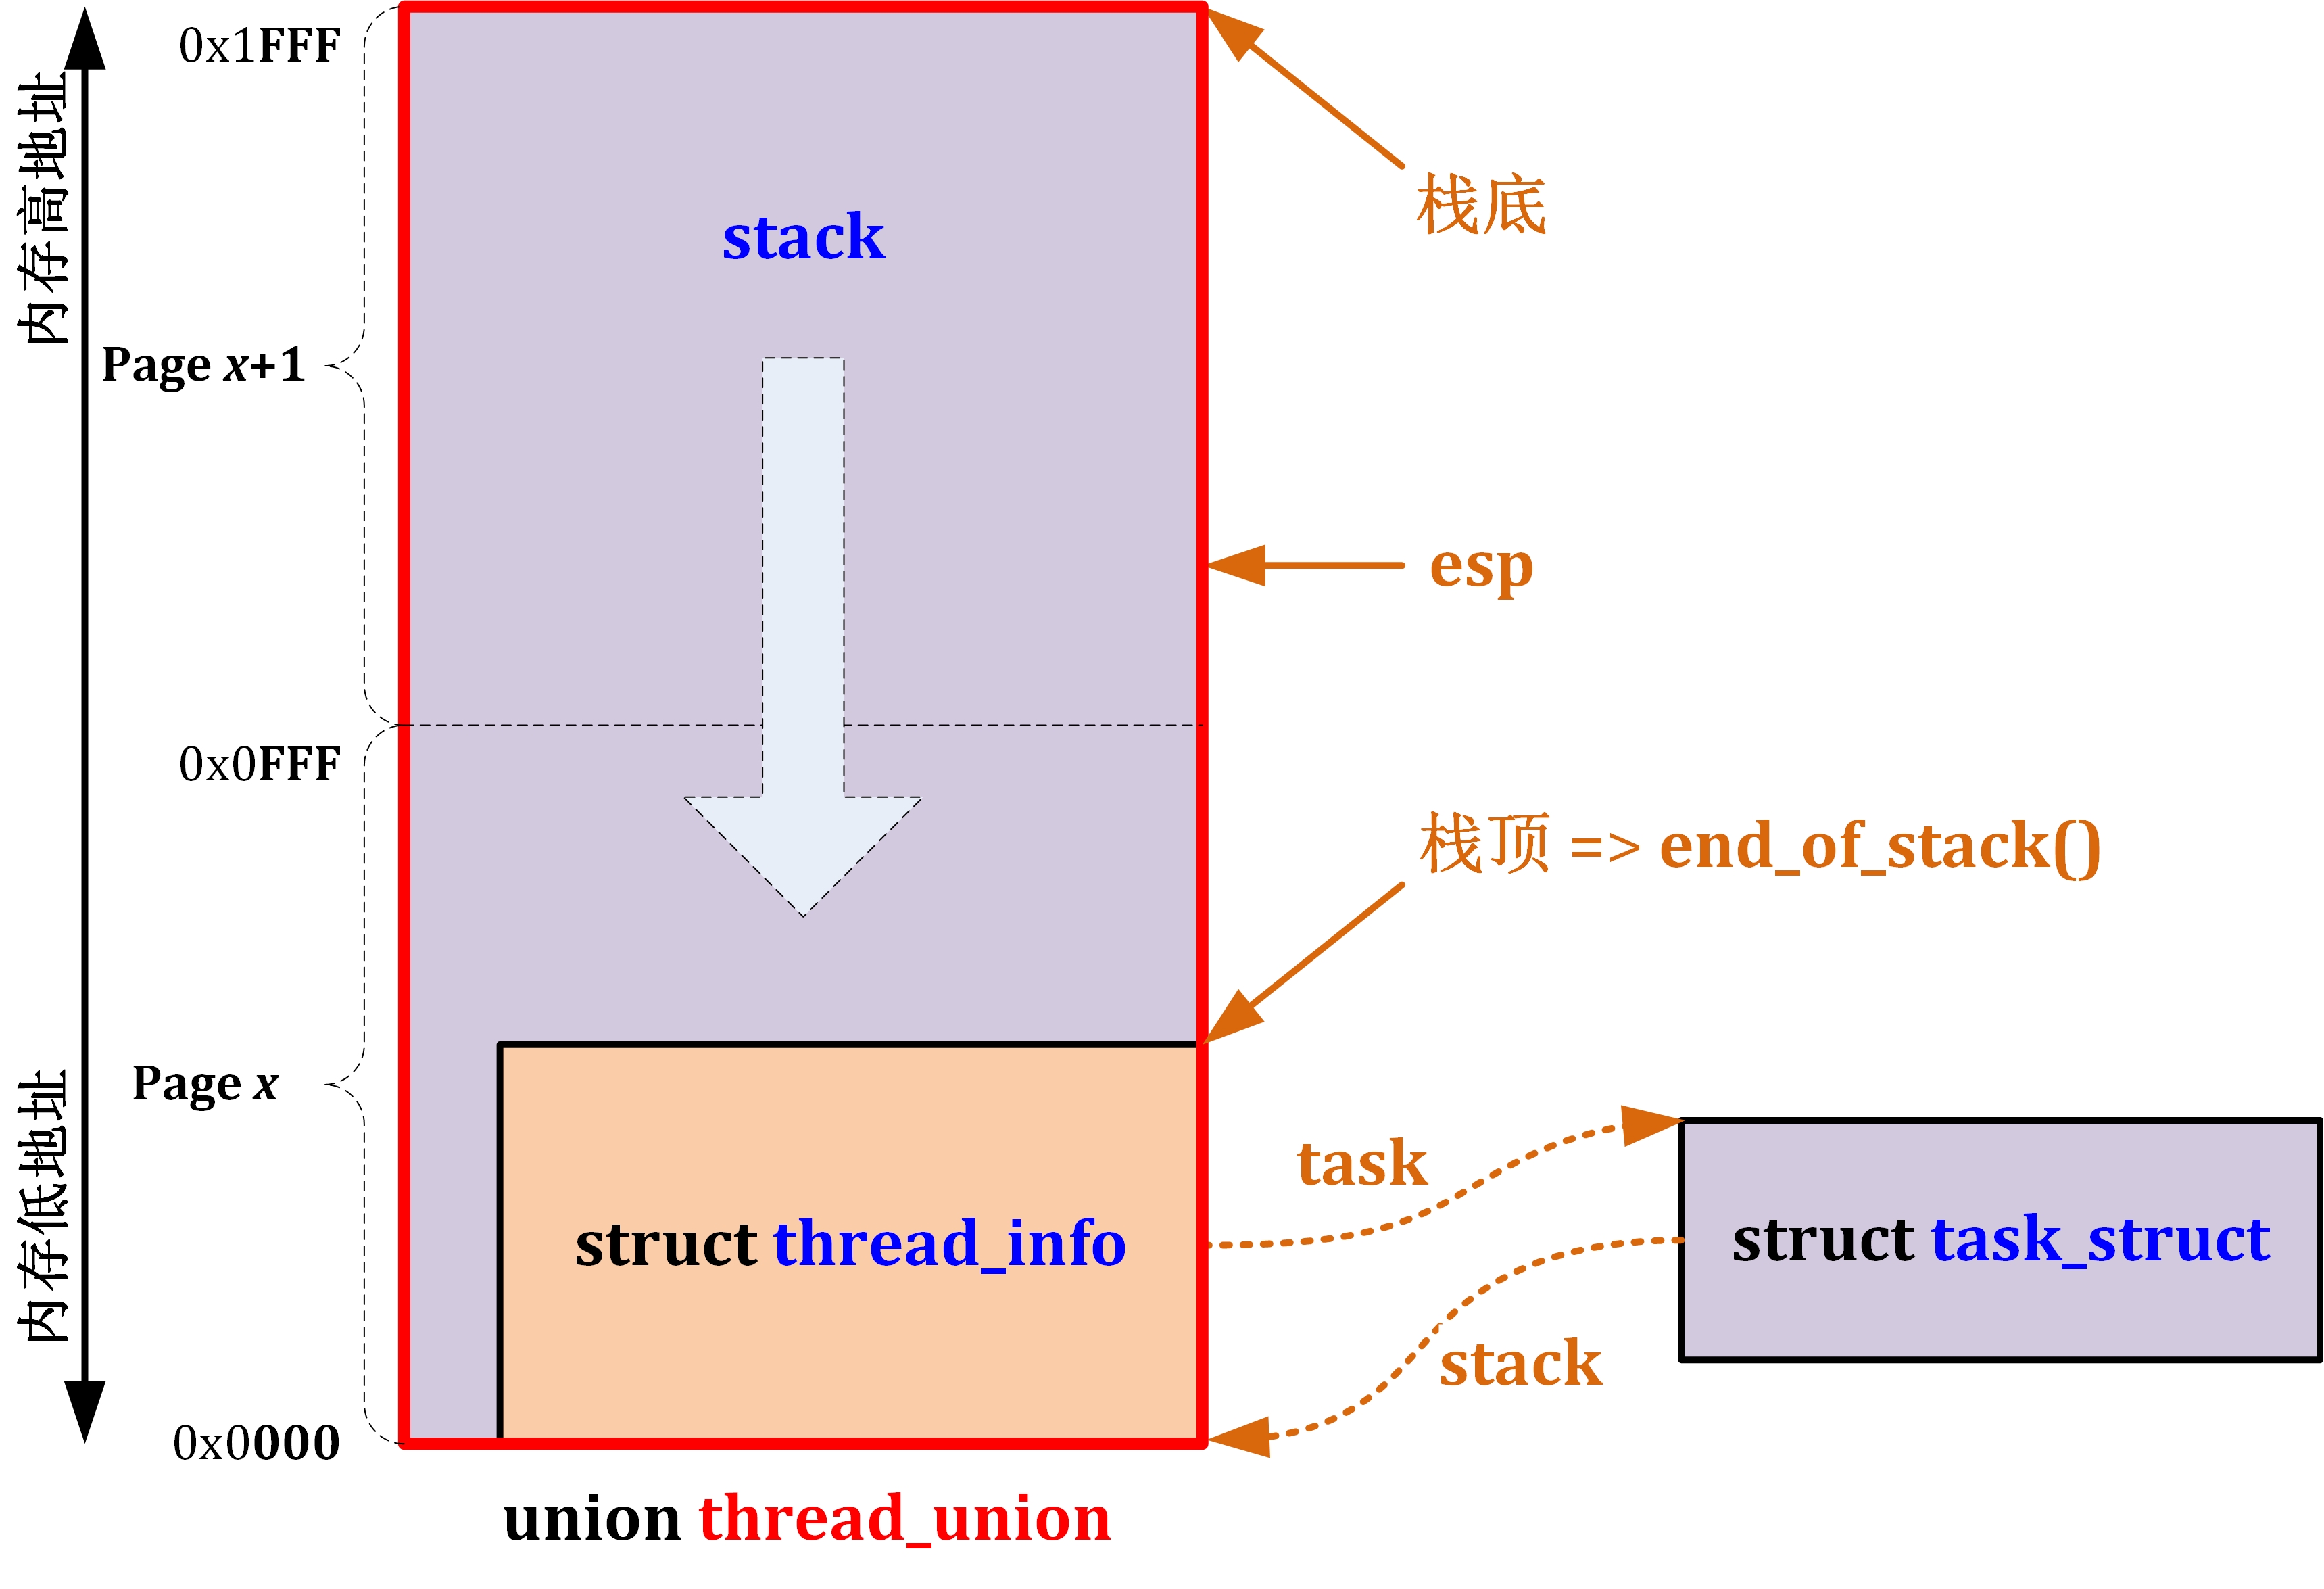 0x1FFF
内存高地址
栈底
stack
Page x+1
esp
0x0FFF
栈顶 => end_of_stack()
Page x
内存低地址
task
struct thread_info
struct task_struct
stack
0x0000
union thread_union